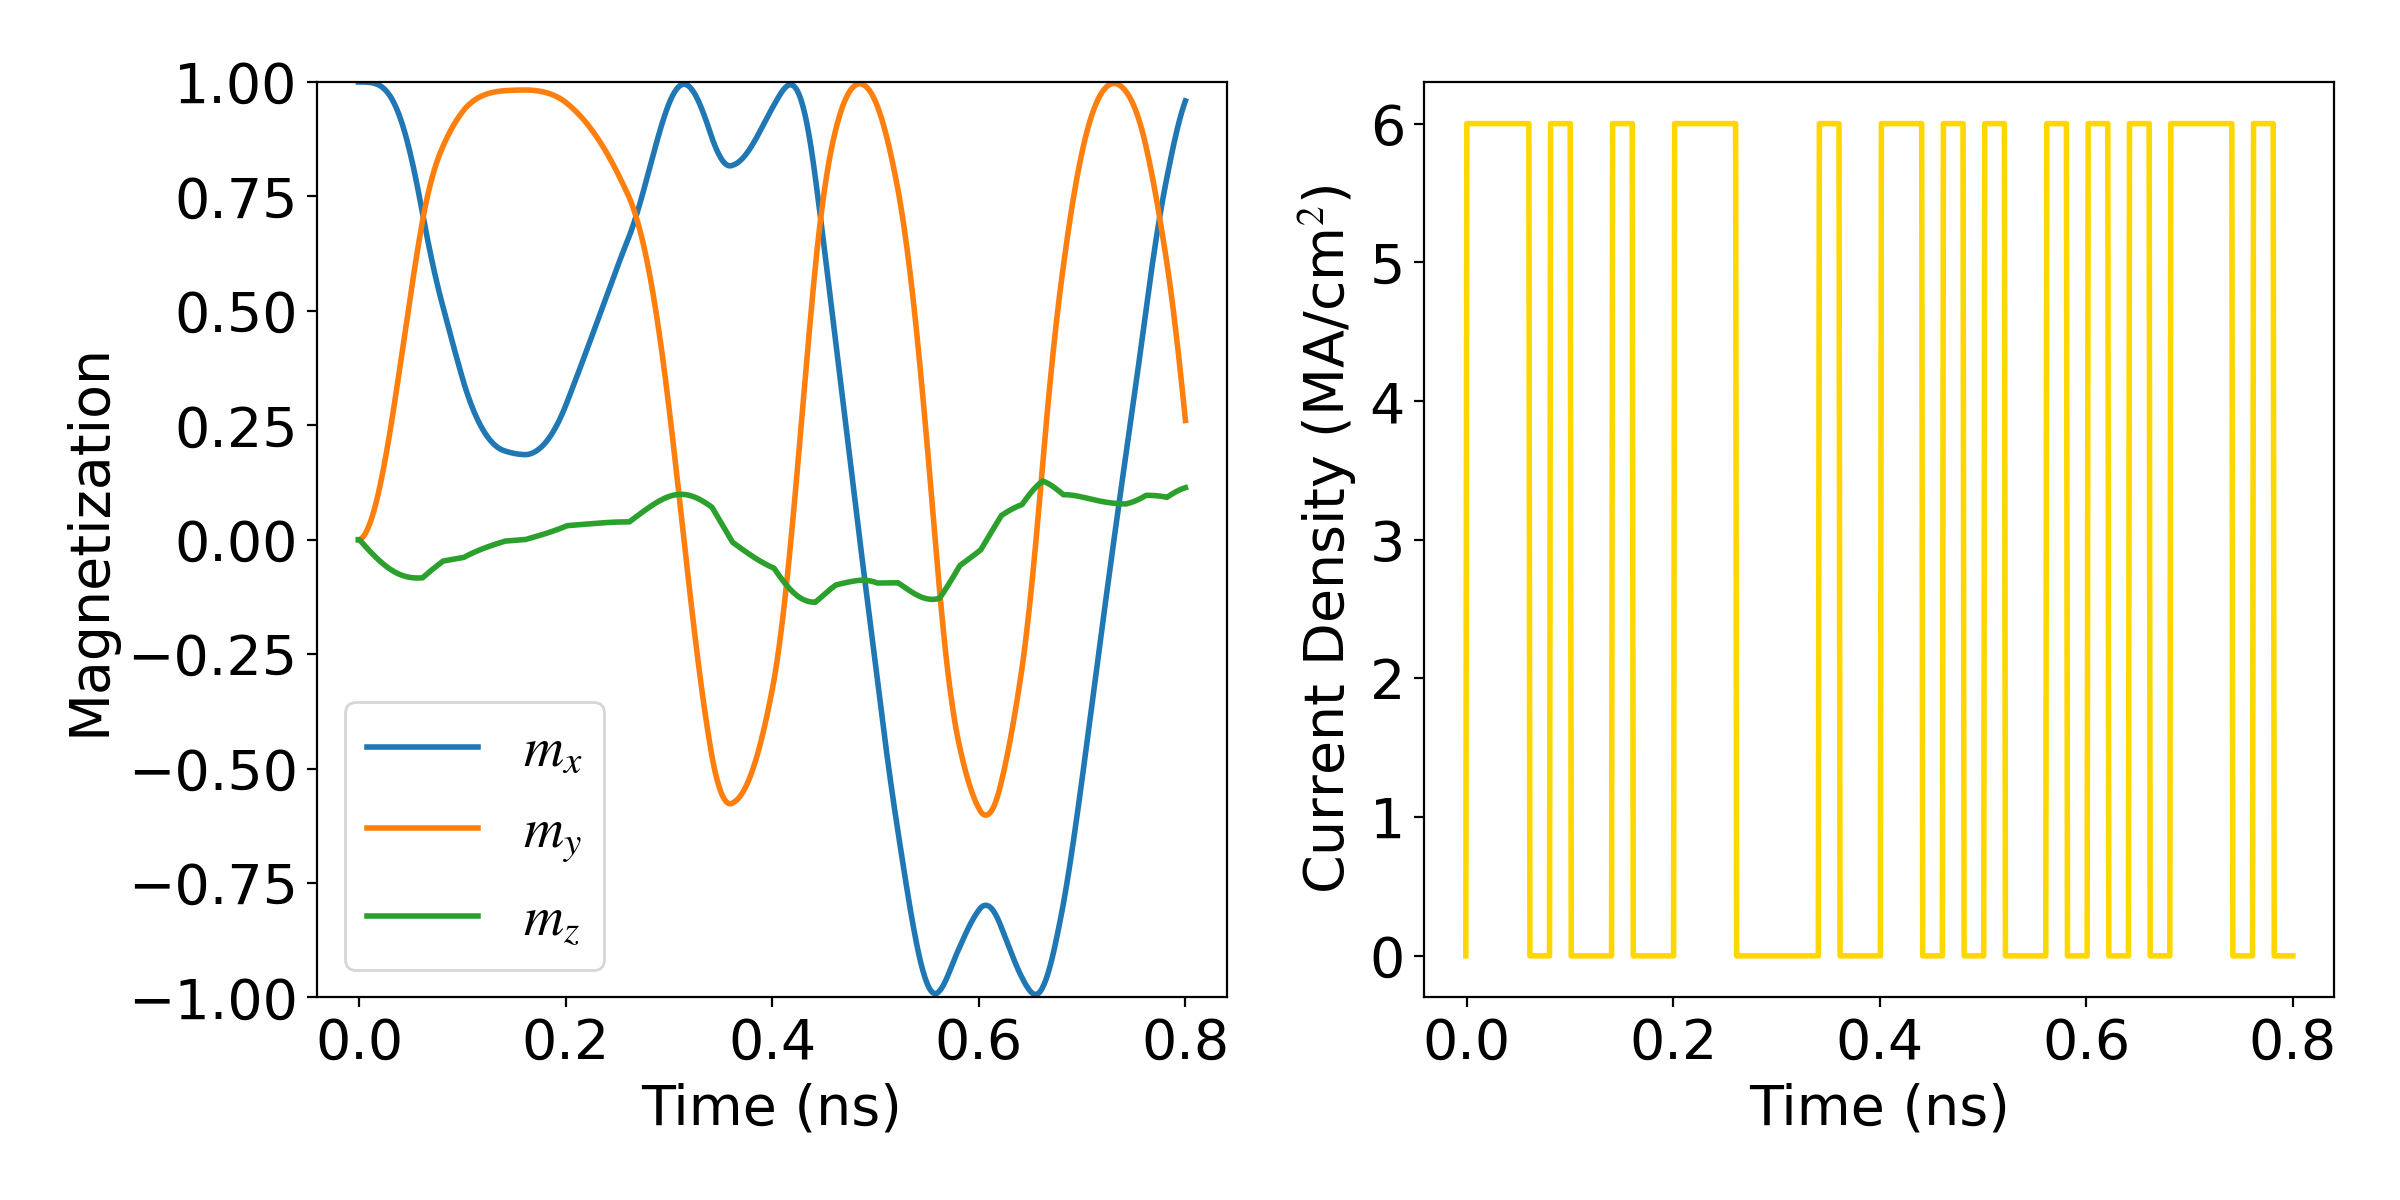 1.00
0.75
0.50
0.25
0.00
−0.25
−0.50
−0.75
−1.00
Magnetization
m_x
m_y
m_z
0.0 0.2 0.4 0.6 0.8
Time (ns)
6
5
4
3
2
1
0
Current Density (MA/cm²)
0.0 0.2 0.4 0.6 0.8
Time (ns)